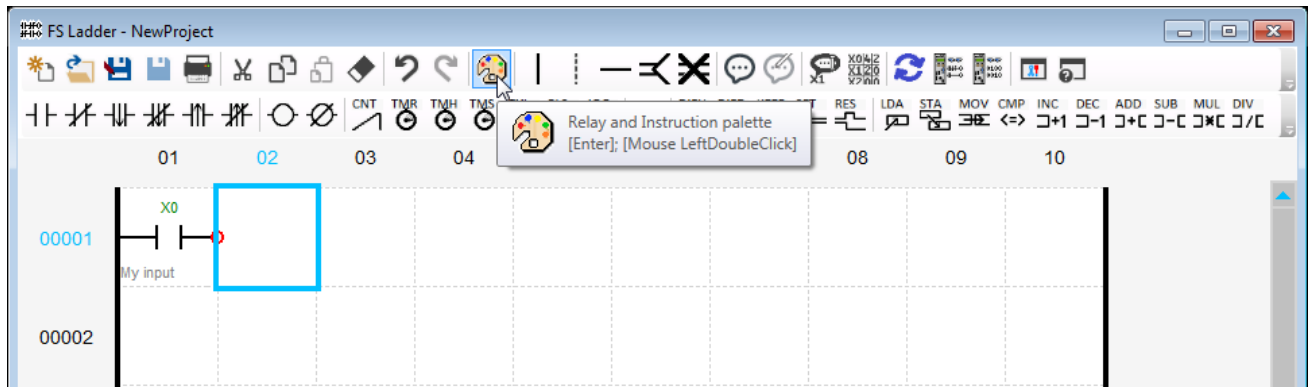 FS Ladder - NewProject
CNT TMR TMH TMS RES LDA STA MOV CMP INC DEC ADD SUB MUL DIV
Relay and Instruction palette
[Enter]; [Mouse LeftDoubleClick]
01 02 03 04 08 09 10
X0
00001
My input
00002